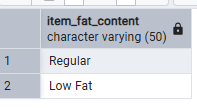 item_fat_content
character varying (50)
1 Regular
2 Low Fat